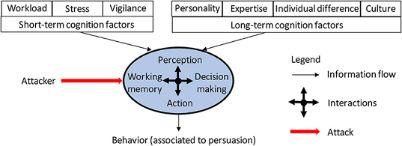 Workload Stress Vigilance
Short-term cognition factors
Personality Expertise Individual difference Culture
Long-term cognition factors
Attacker
Perception
Working memory
Decision making
Action
Behavior (associated to persuasion)
Legend
Information flow
Interactions
Attack